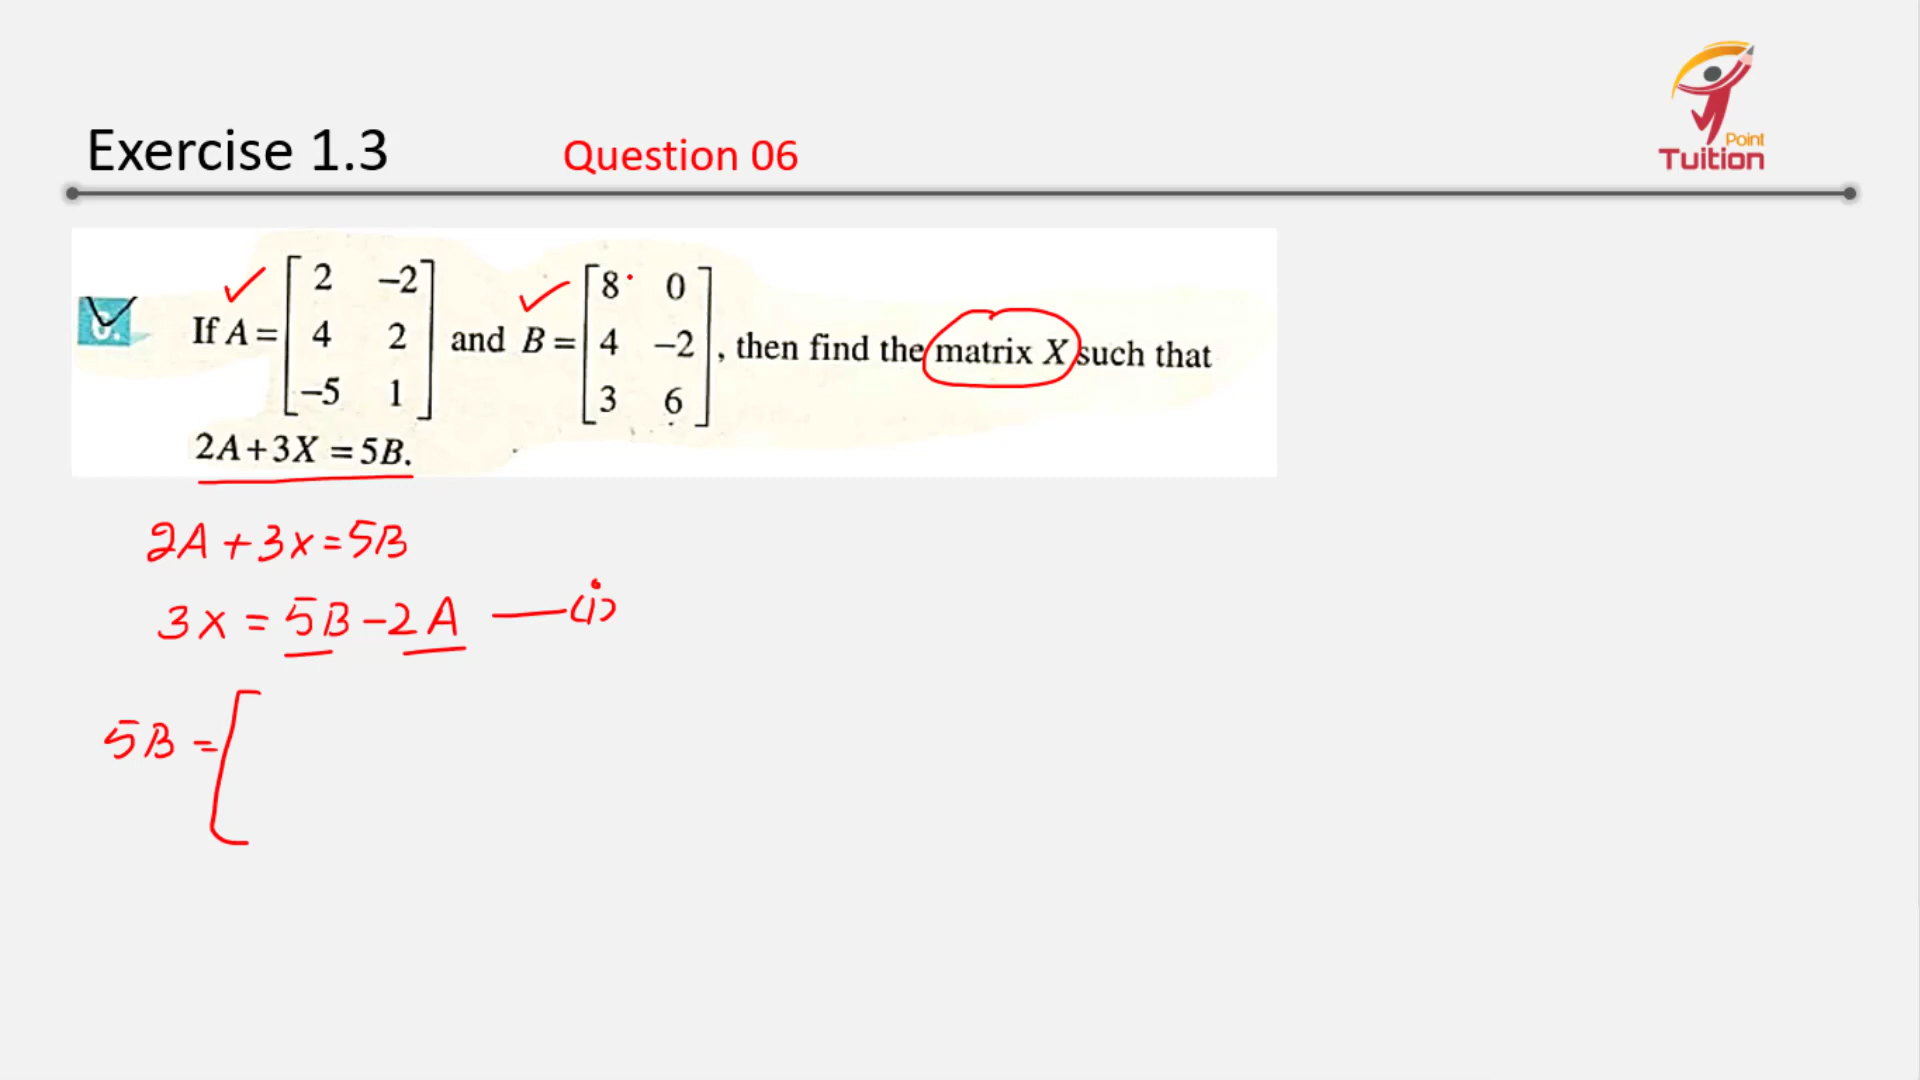 Exercise 1.3 Question 06
Point
Tuition
6. If A = [2 −2; 4 2; −5 1] and B = [8 0; 4 −2; 3 6], then find the matrix X such that
2A+3X = 5B.
2A + 3x = 5B
3x = 5B − 2A —(i)
5B = [